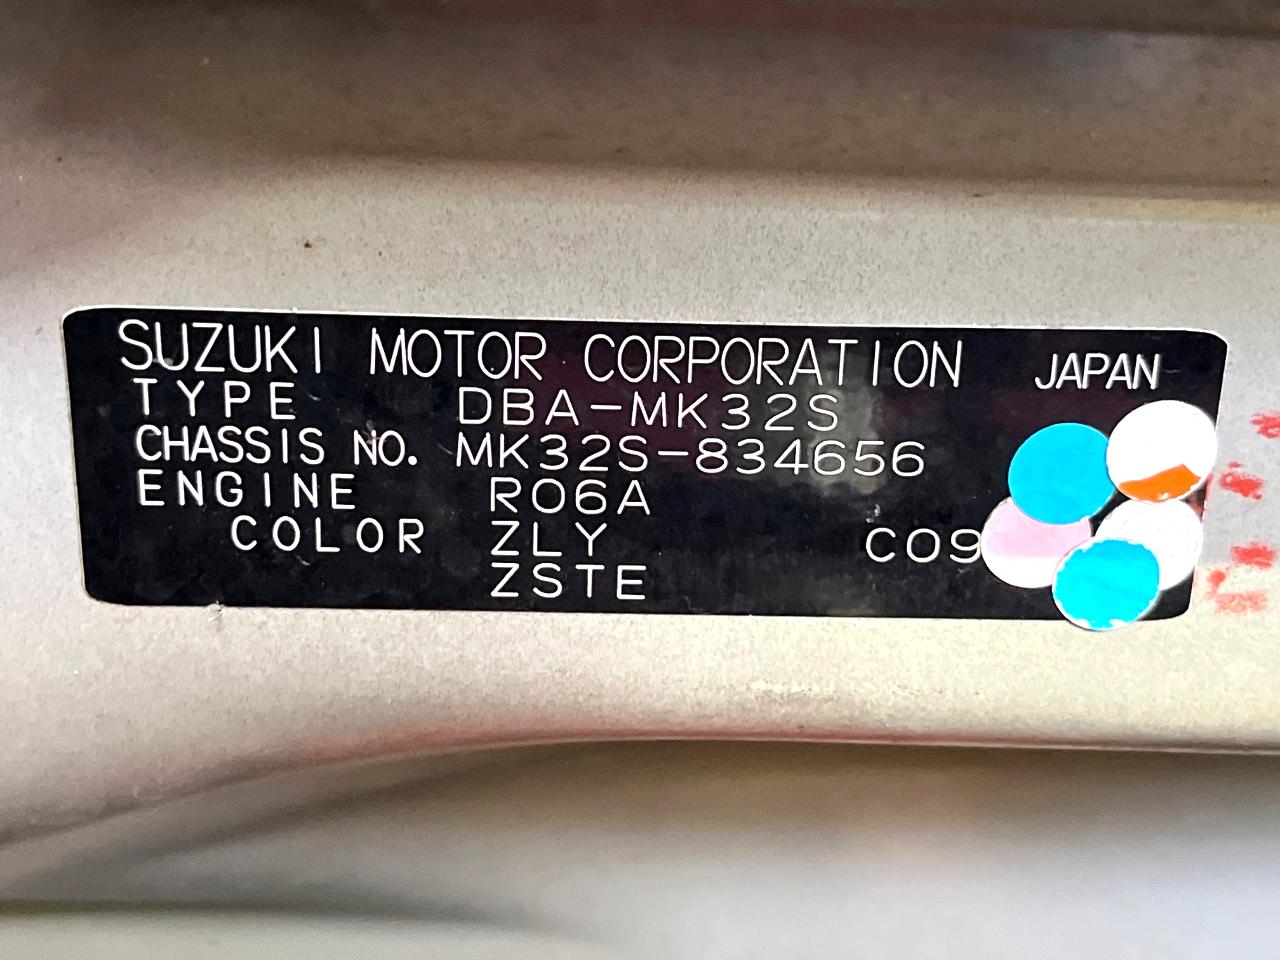 SUZUKI MOTOR CORPORATION JAPAN
TYPE DBA-MK32S
CHASSIS NO. MK32S-834656
ENGINE R06A
COLOR ZLY C09
ZSTE